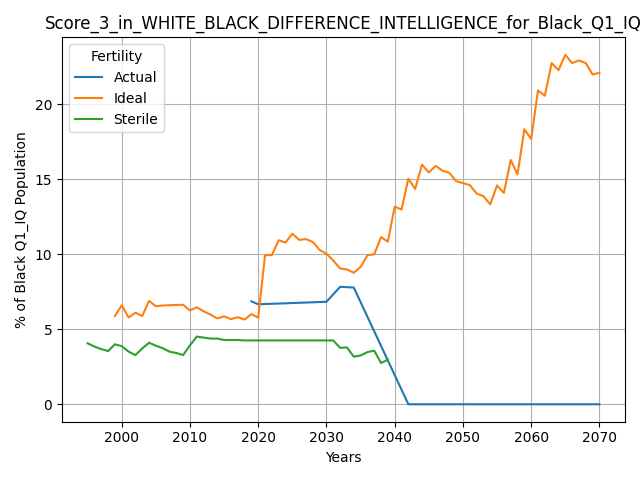 Score_3_in_WHITE_BLACK_DIFFERENCE_INTELLIGENCE_for_Black_Q1_IQ
Fertility
Actual
Ideal
Sterile
% of Black Q1_IQ Population
20
15
10
5
0
2000 2010 2020 2030 2040 2050 2060 2070
Years